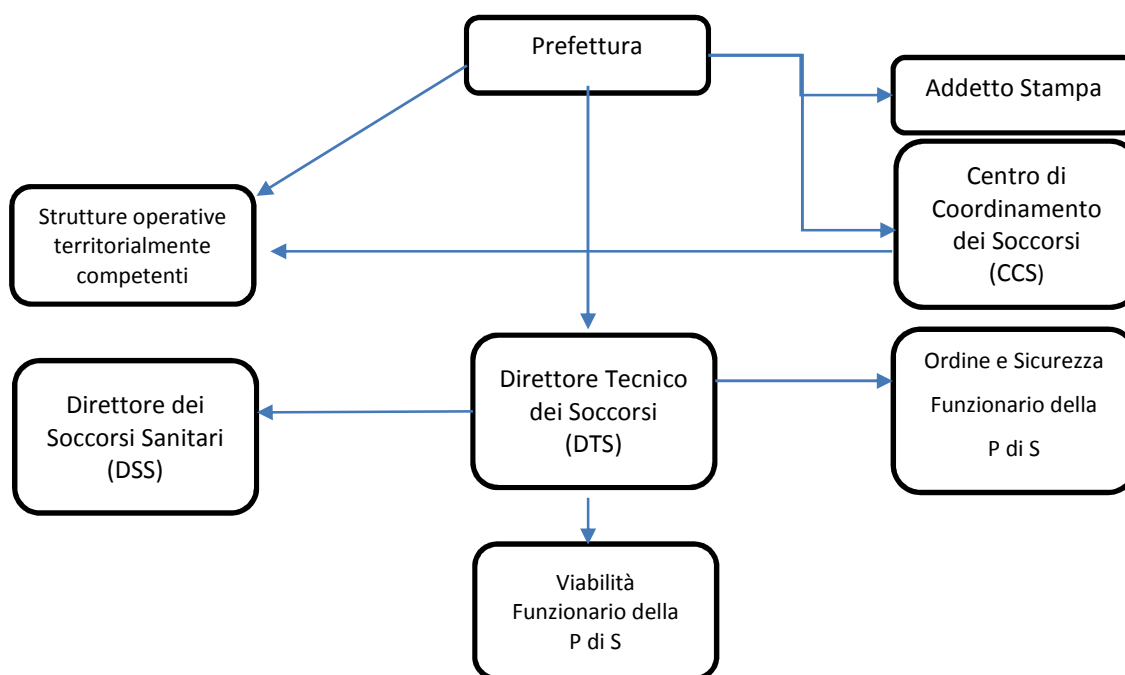 Prefettura
Addetto Stampa
Centro di
Coordinamento
dei Soccorsi
(CCS)
Strutture operative
territorialmente
competenti
Direttore dei
Soccorsi Sanitari
(DSS)
Direttore Tecnico
dei Soccorsi
(DTS)
Ordine e Sicurezza
Funzionario della
P di S
Viabilità
Funzionario della
P di S